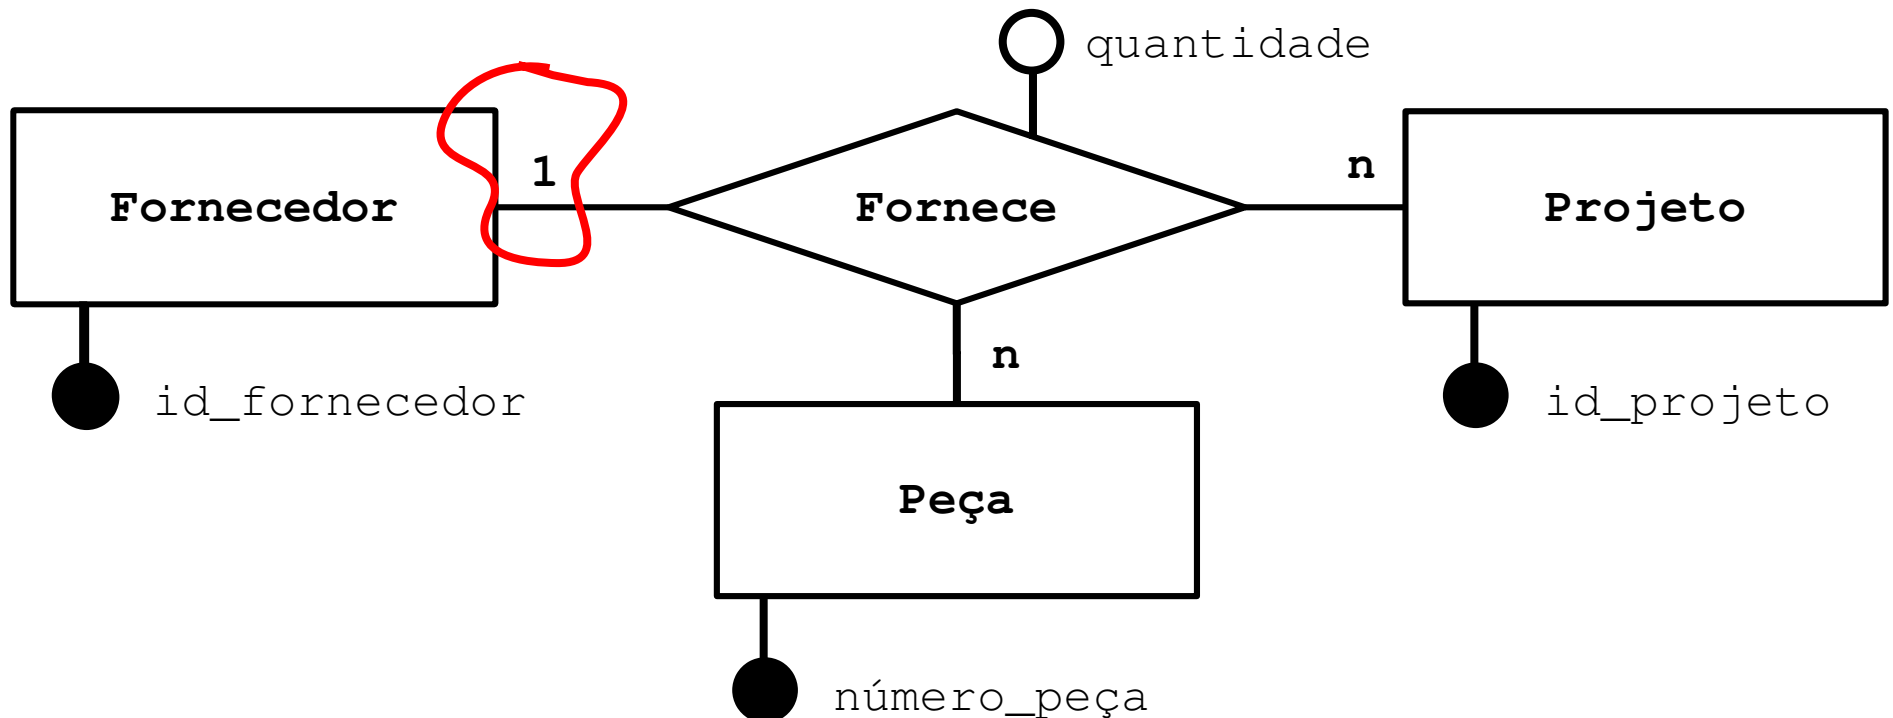 quantidade
1
n
Fornecedor
Fornece
Projeto
n
id_fornecedor
id_projeto
Peça
número_peça